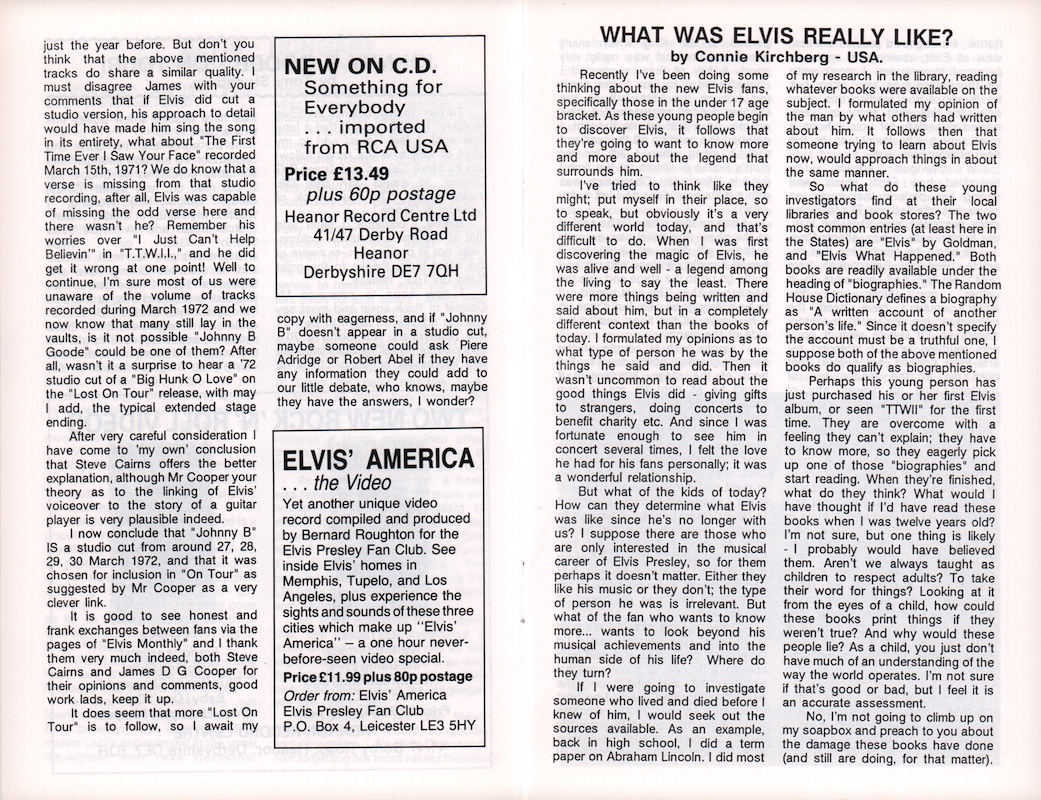 just the year before. But don't you
think that the above mentioned
tracks do share a similar quality. I
must disagree James with your
comments that if Elvis did cut a
studio version, his approach to detail
would have made him sing the song
in its entirety, what about "The First
Time Ever I Saw Your Face" recorded
March 15th, 1971? We do know that a
verse is missing from that studio
recording, after all, Elvis was capable
of missing the odd verse here and
there wasn't he? Remember his
worries over "I Just Can't Help
Believin'" in "T.T.W.I.I.," and he did
get it wrong at one point! Well to
continue, I'm sure most of us were
unaware of the volume of tracks
recorded during March 1972 and we
now know that many still lay in the
vaults, is it not possible "Johnny B
Goode" could be one of them? After
all, wasn't it a surprise to hear a '72
studio cut of a "Big Hunk O Love" on
the "Lost On Tour" release, with may
I add, the typical extended stage
ending.
After very careful consideration I
have come to 'my own' conclusion
that Steve Cairns offers the better
explanation, although Mr Cooper your
theory as to the linking of Elvis'
voiceover to the story of a guitar
player is very plausible indeed.
I now conclude that "Johnny B"
IS a studio cut from around 27, 28,
29, 30 March 1972, and that it was
chosen for inclusion in "On Tour" as
suggested by Mr Cooper as a very
clever link.
It is good to see honest and
frank exchanges between fans via the
pages of "Elvis Monthly" and I thank
them very much indeed, both Steve
Cairns and James D G Cooper for
their opinions and comments, good
work lads, keep it up.
It does seem that more "Lost On
Tour" is to follow, so I await my
NEW ON C.D.
Something for
Everybody
. . . imported
from RCA USA
Price £13.49
plus 60p postage
Heanor Record Centre Ltd
41/47 Derby Road
Heanor
Derbyshire DE7 7QH
copy with eagerness, and if "Johnny
B" doesn't appear in a studio cut,
maybe someone could ask Piere
Adridge or Robert Abel if they have
any information they could add to
our little debate, who knows, maybe
they have the answers, I wonder?
ELVIS' AMERICA
. . . the Video
Yet another unique video
record compiled and produced
by Bernard Roughton for the
Elvis Presley Fan Club. See
inside Elvis' homes in
Memphis, Tupelo, and Los
Angeles, plus experience the
sights and sounds of these three
cities which make up "Elvis'
America" – a one hour never-
before-seen video special.
Price £11.99 plus 80p postage
Order from: Elvis' America
Elvis Presley Fan Club
P.O. Box 4, Leicester LE3 5HY
WHAT WAS ELVIS REALLY LIKE?
by Connie Kirchberg - USA.
Recently I've been doing some
thinking about the new Elvis fans,
specifically those in the under 17 age
bracket. As these young people begin
to discover Elvis, it follows that
they're going to want to know more
and more about the legend that
surrounds him.
I've tried to think like they
might; put myself in their place, so
to speak, but obviously it's a very
different world today, and that's
difficult to do. When I was first
discovering the magic of Elvis, he
was alive and well - a legend among
the living to say the least. There
were more things being written and
said about him, but in a completely
different context than the books of
today. I formulated my opinions as to
what type of person he was by the
things he said and did. Then it
wasn't uncommon to read about the
good things Elvis did - giving gifts
to strangers, doing concerts to
benefit charity etc. And since I was
fortunate enough to see him in
concert several times, I felt the love
he had for his fans personally; it was
a wonderful relationship.
But what of the kids of today?
How can they determine what Elvis
was like since he's no longer with
us? I suppose there are those who
are only interested in the musical
career of Elvis Presley, so for them
perhaps it doesn't matter. Either they
like his music or they don't; the type
of person he was is irrelevant. But
what of the fan who wants to know
more... wants to look beyond his
musical achievements and into the
human side of his life? Where do
they turn?
If I were going to investigate
someone who lived and died before I
knew of him, I would seek out the
sources available. As an example,
back in high school, I did a term
paper on Abraham Lincoln. I did most
of my research in the library, reading
whatever books were available on the
subject. I formulated my opinion of
the man by what others had written
about him. It follows then that
someone trying to learn about Elvis
now, would approach things in about
the same manner.
So what do these young
investigators find at their local
libraries and book stores? The two
most common entries (at least here in
the States) are "Elvis" by Goldman,
and "Elvis What Happened." Both
books are readily available under the
heading of "biographies." The Random
House Dictionary defines a biography
as "A written account of another
person's life." Since it doesn't specify
the account must be a truthful one, I
suppose both of the above mentioned
books do qualify as biographies.
Perhaps this young person has
just purchased his or her first Elvis
album, or seen "TTWII" for the first
time. They are overcome with a
feeling they can't explain; they have
to know more, so they eagerly pick
up one of those "biographies" and
start reading. When they're finished,
what do they think? What would I
have thought if I'd have read these
books when I was twelve years old?
I'm not sure, but one thing is likely
- I probably would have believed
them. Aren't we always taught as
children to respect adults? To take
their word for things? Looking at it
from the eyes of a child, how could
these books print things if they
weren't true? And why would these
people lie? As a child, you just don't
have much of an understanding of the
way the world operates. I'm not sure
if that's good or bad, but I feel it is
an accurate assessment.
No, I'm not going to climb up on
my soapbox and preach to you about
the damage these books have done
(and still are doing, for that matter).